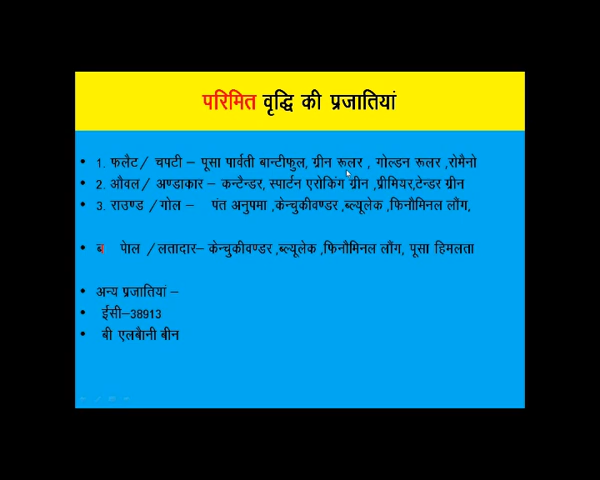 परिमित वृद्धि की प्रजातियां
• 1. फलैट / चपटी – पूसा पार्वती बान्टीफुल, ग्रीन रूलर , गोल्डन रूलर ,रोमैनो
• 2. औवल / अण्डाकार – कन्टैन्डर, स्पार्टन एरोकिंग ग्रीन ,प्रीमियर,टेन्डर ग्रीन
• 3. राउण्ड / गोल – पंत अनुपमा ,केन्चुकीवण्डर ,ब्ल्यूलेक ,फिनौमिनल लौंग,
• ब पेाल / लतादार– केन्चुकीवण्डर ,ब्ल्यूलेक ,फिनौमिनल लौंग, पूसा हिमलता
• अन्य प्रजातियां –
• ईसी–38913
• बी एलबैानी बीन